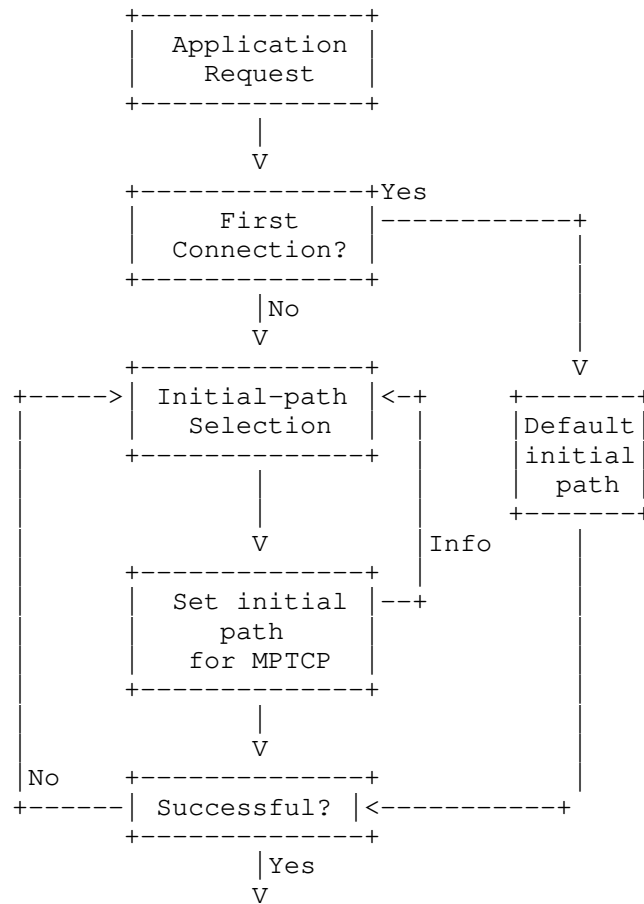 Application
Request
Yes
First
Connection?
No
Initial-path
Selection
Default
initial
path
Info
Set initial
path
for MPTCP
No
Successful?
Yes